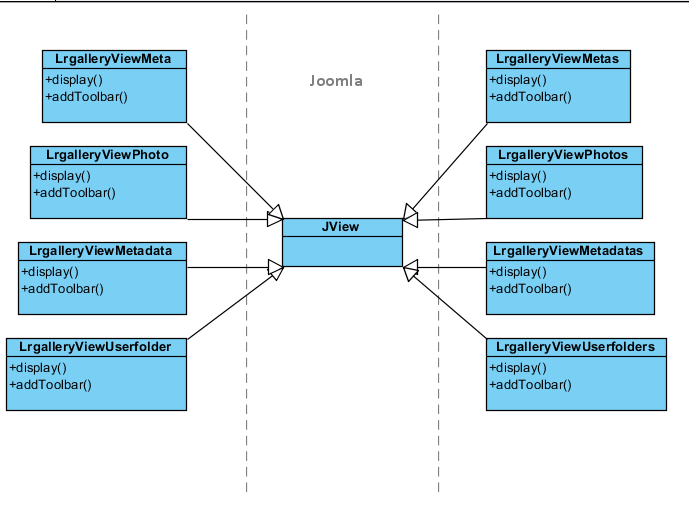 LrgalleryViewMeta
+display()
+addToolbar()
LrgalleryViewPhoto
+display()
+addToolbar()
LrgalleryViewMetadata
+display()
+addToolbar()
LrgalleryViewUserfolder
+display()
+addToolbar()
Joomla
JView
LrgalleryViewMetas
+display()
+addToolbar()
LrgalleryViewPhotos
+display()
+addToolbar()
LrgalleryViewMetadatas
+display()
+addToolbar()
LrgalleryViewUserfolders
+display()
+addToolbar()